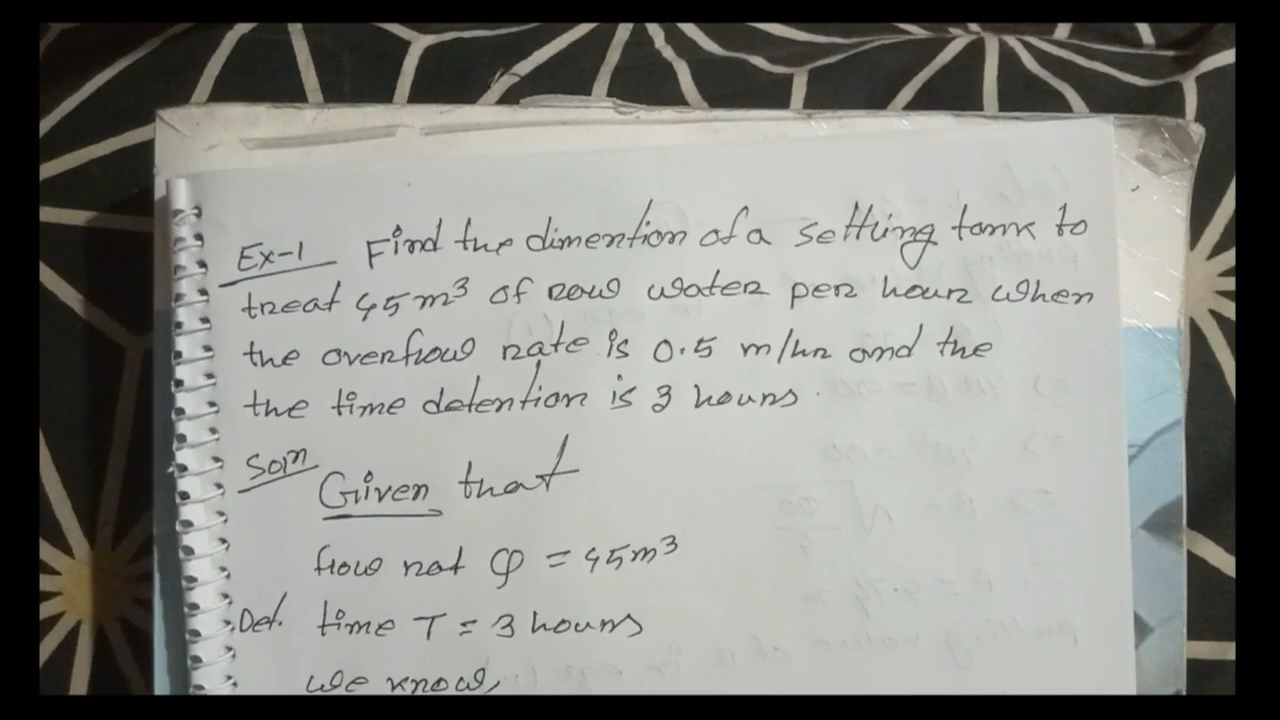 Ex-1 Find the dimention of a settling tank to
treat 45m³ of row water per hour when
the overflow rate is 0.5 m/hr and the
the time detention is 3 hours.
Soln
Given that
flow rat Q = 45m³
Det. time T = 3 hours
we know,